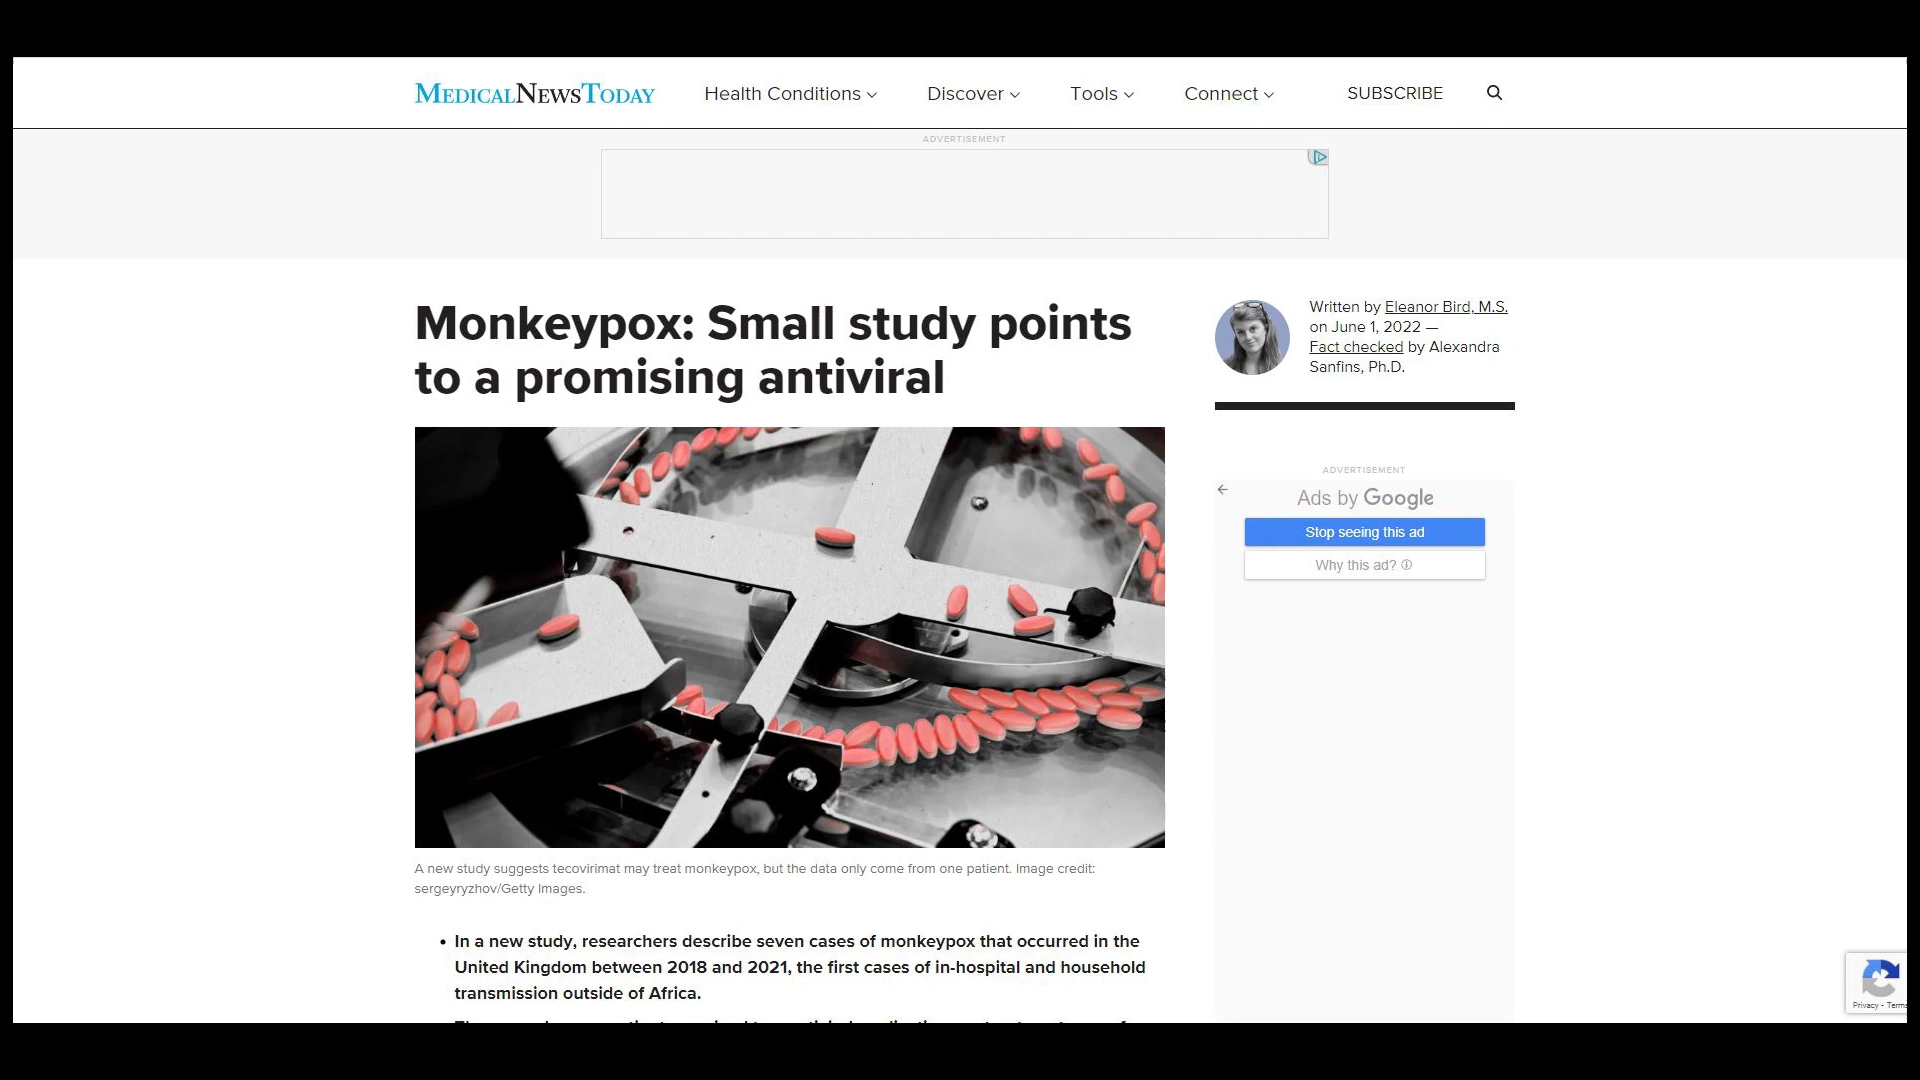 MEDICALNEWSTODAY
Health Conditions
Discover
Tools
Connect
SUBSCRIBE
ADVERTISEMENT
Monkeypox: Small study points
to a promising antiviral
Written by Eleanor Bird, M.S.
on June 1, 2022 —
Fact checked by Alexandra
Sanfins, Ph.D.
ADVERTISEMENT
Ads by Google
Stop seeing this ad
Why this ad?
A new study suggests tecovirimat may treat monkeypox, but the data only come from one patient. Image credit:
sergeyryzhov/Getty Images.
• In a new study, researchers describe seven cases of monkeypox that occurred in the
United Kingdom between 2018 and 2021, the first cases of in-hospital and household
transmission outside of Africa.
Privacy - Terms